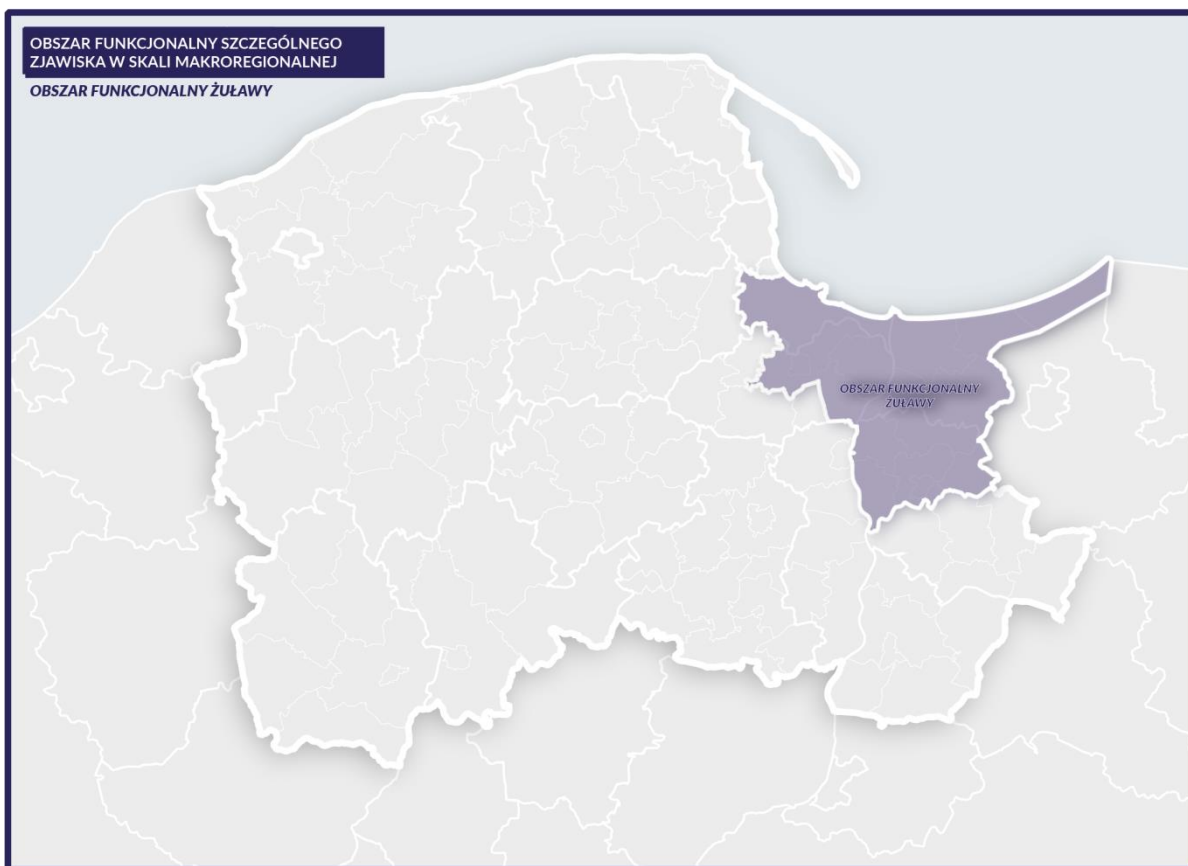 OBSZAR FUNKCJONALNY SZCZEGÓLNEGO
ZJAWISKA W SKALI MAKROREGIONALNEJ
OBSZAR FUNKCJONALNY ŻUŁAWY
OBSZAR FUNKCJONALNY
ŻUŁAWY